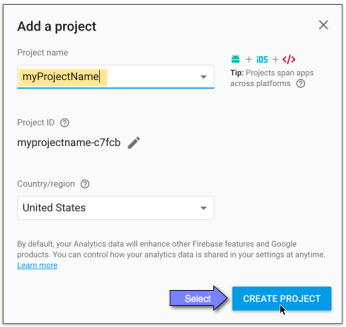 Add a project
Project name
myProjectName
+ iOS + </>
Tip: Projects span apps
across platforms ?
Project ID ?
myprojectname-c7fcb
Country/region ?
United States
By default, your Analytics data will enhance other Firebase features and Google
products. You can control how your analytics data is shared in your settings at anytime.
Learn more
Select
CREATE PROJECT